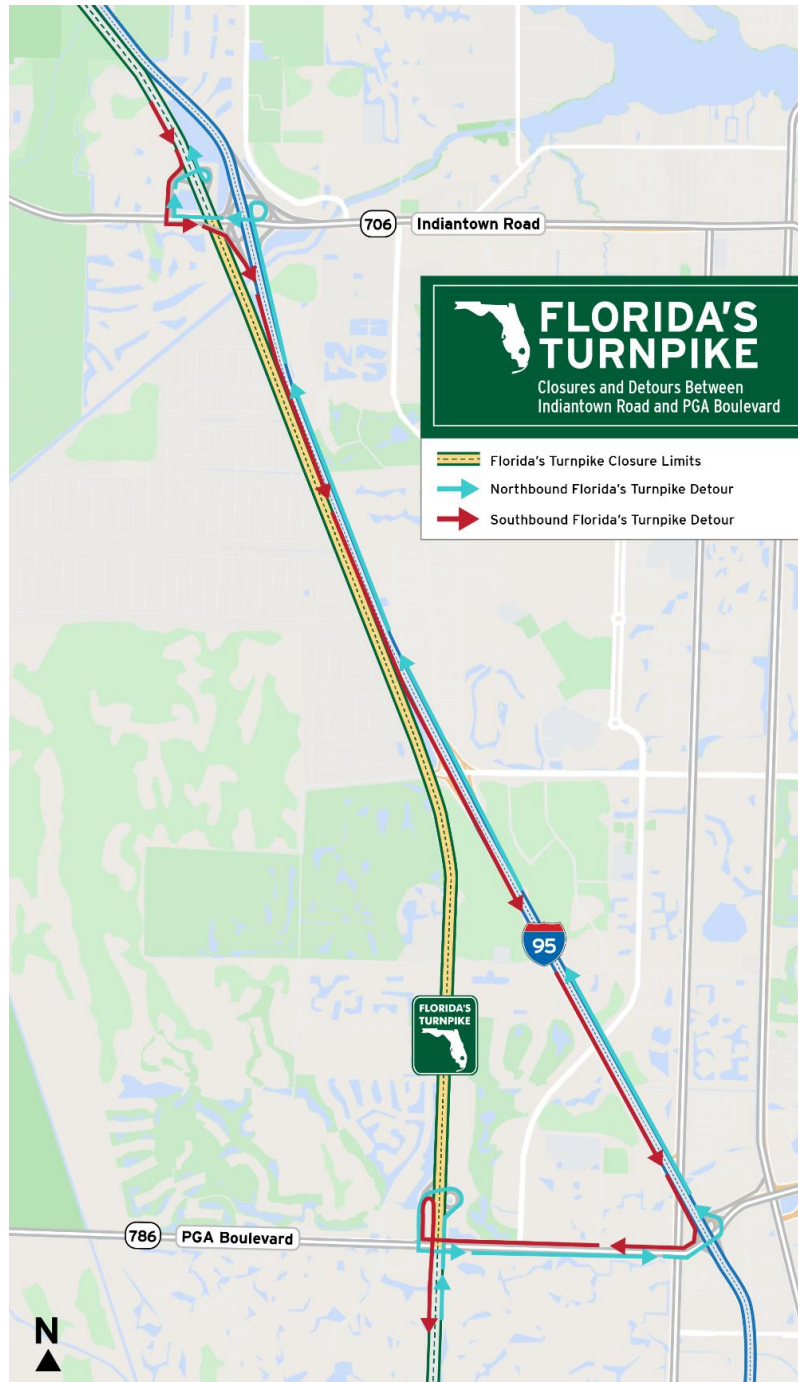 706 Indiantown Road
FLORIDA'S
TURNPIKE
Closures and Detours Between
Indiantown Road and PGA Boulevard
Florida's Turnpike Closure Limits
Northbound Florida's Turnpike Detour
Southbound Florida's Turnpike Detour
95
FLORIDA'S
TURNPIKE
786 PGA Boulevard
N